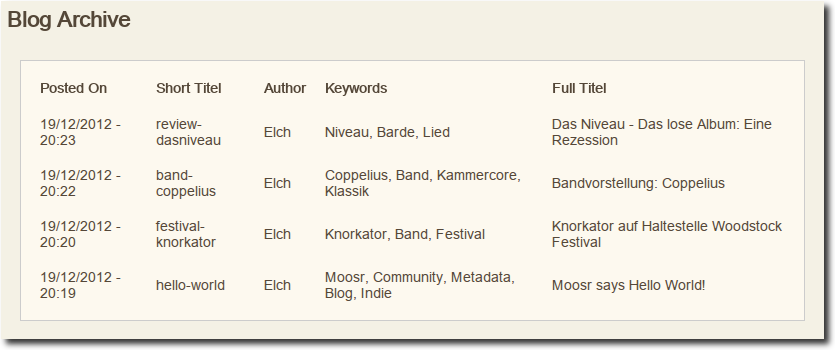 Blog Archive
Posted On Short Titel Author Keywords Full Titel
19/12/2012 - 20:23 review-dasniveau Elch Niveau, Barde, Lied Das Niveau - Das lose Album: Eine Rezession
19/12/2012 - 20:22 band-coppelius Elch Coppelius, Band, Kammercore, Klassik Bandvorstellung: Coppelius
19/12/2012 - 20:20 festival-knorkator Elch Knorkator, Band, Festival Knorkator auf Haltestelle Woodstock Festival
19/12/2012 - 20:19 hello-world Elch Moosr, Community, Metadata, Blog, Indie Moosr says Hello World!